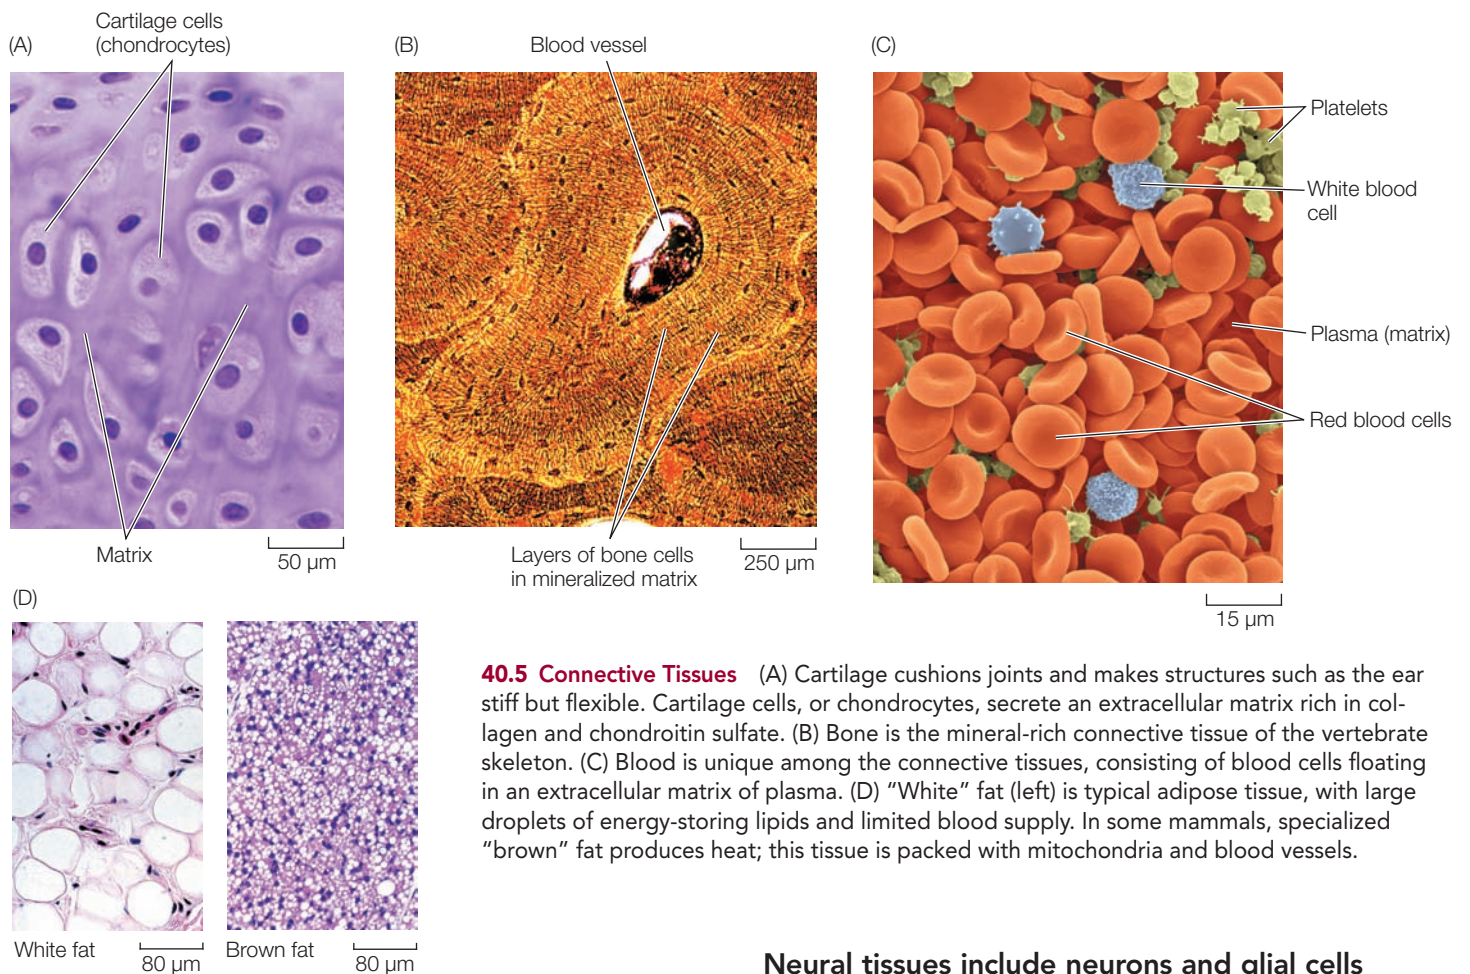 (A)
Cartilage cells
(chondrocytes)
Matrix
50 µm
(B)
Blood vessel
Layers of bone cells
in mineralized matrix
250 µm
(C)
Platelets
White blood
cell
Plasma (matrix)
Red blood cells
15 µm
(D)
White fat
80 µm
Brown fat
80 µm
40.5 Connective Tissues (A) Cartilage cushions joints and makes structures such as the ear
stiff but flexible. Cartilage cells, or chondrocytes, secrete an extracellular matrix rich in col-
lagen and chondroitin sulfate. (B) Bone is the mineral-rich connective tissue of the vertebrate
skeleton. (C) Blood is unique among the connective tissues, consisting of blood cells floating
in an extracellular matrix of plasma. (D) “White” fat (left) is typical adipose tissue, with large
droplets of energy-storing lipids and limited blood supply. In some mammals, specialized
“brown” fat produces heat; this tissue is packed with mitochondria and blood vessels.
Neural tissues include neurons and glial cells